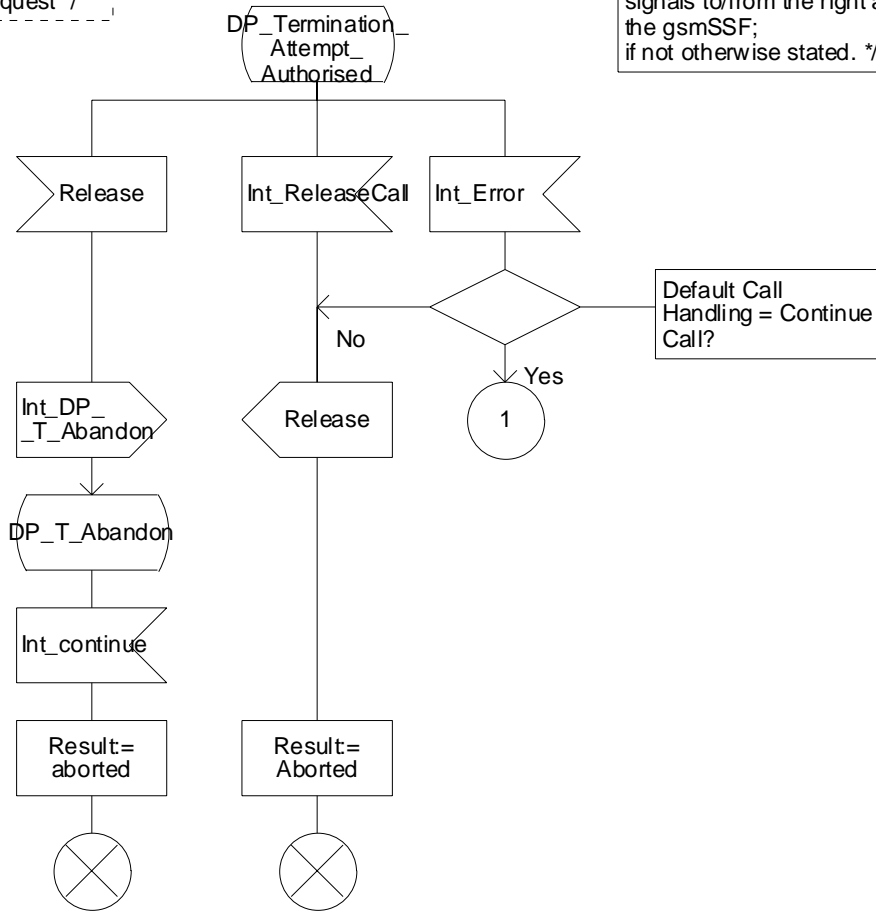 quest */
signals to/from the right a
the gsmSSF;
if not otherwise stated. */
DP_Termination_
Attempt_
Authorised
Release
Int_ReleaseCall
Int_Error
Default Call
Handling = Continue
Call?
No
Yes
Int_DP_
_T_Abandon
Release
1
DP_T_Abandon
Int_continue
Result:=
aborted
Result:=
Aborted